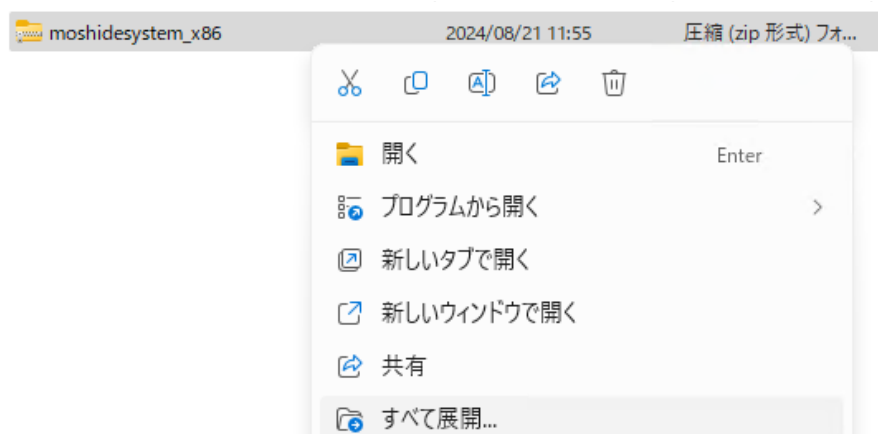 moshidesystem_x86 2024/08/21 11:55 圧縮 (zip 形式) フォ...
開く Enter
プログラムから開く
新しいタブで開く
新しいウィンドウで開く
共有
すべて展開...